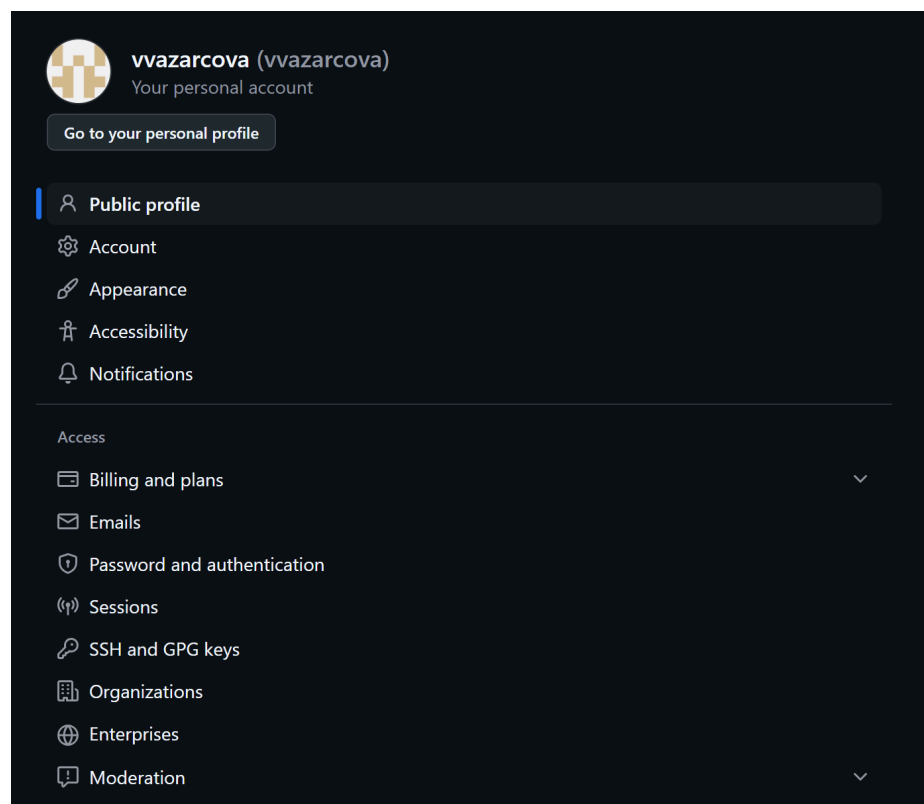 vvazarcova (vvazarcova)
Your personal account
Go to your personal profile
Public profile
Account
Appearance
Accessibility
Notifications
Access
Billing and plans
Emails
Password and authentication
Sessions
SSH and GPG keys
Organizations
Enterprises
Moderation